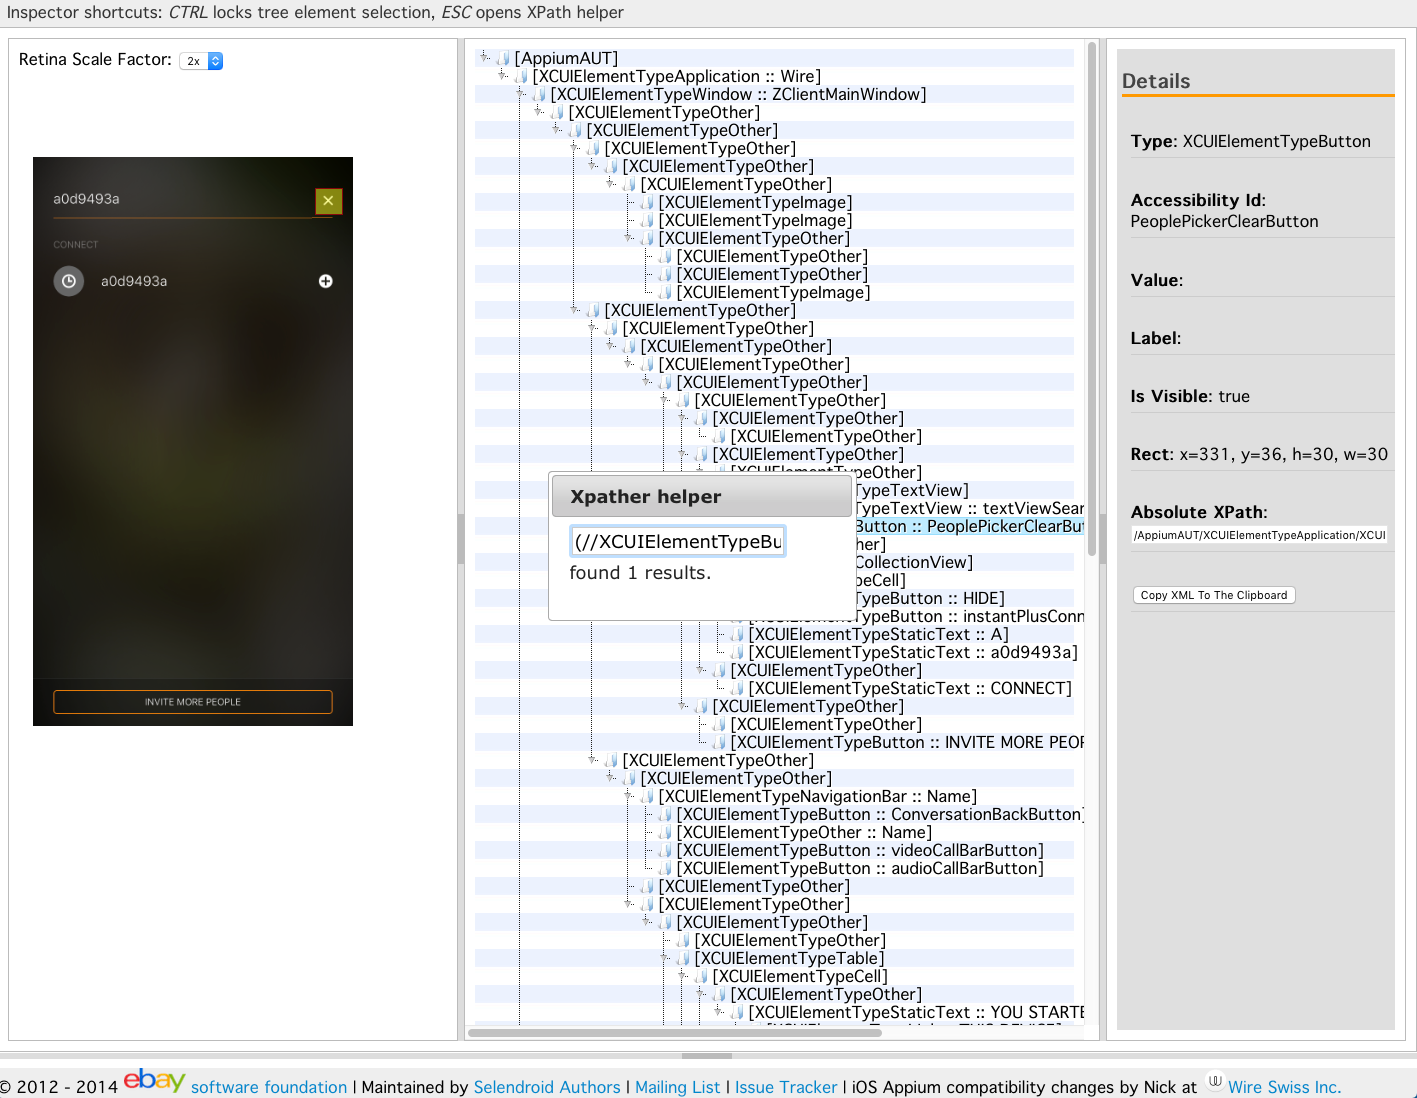 Inspector shortcuts: CTRL locks tree element selection, ESC opens XPath helper
Retina Scale Factor: 2x
a0d9493a
CONNECT
a0d9493a
INVITE MORE PEOPLE
[AppiumAUT]
[XCUIElementTypeApplication :: Wire]
[XCUIElementTypeWindow :: ZClientMainWindow]
[XCUIElementTypeOther]
[XCUIElementTypeOther]
[XCUIElementTypeOther]
[XCUIElementTypeOther]
[XCUIElementTypeOther]
[XCUIElementTypeImage]
[XCUIElementTypeImage]
[XCUIElementTypeOther]
[XCUIElementTypeOther]
[XCUIElementTypeOther]
[XCUIElementTypeImage]
[XCUIElementTypeOther]
[XCUIElementTypeOther]
[XCUIElementTypeOther]
[XCUIElementTypeOther]
[XCUIElementTypeOther]
[XCUIElementTypeOther]
[XCUIElementTypeOther]
[XCUIElementTypeOther]
[XCUIElementTypeOther]
[XCUIElementTypeOther]
TypeTextView]
TypeTextView :: textViewSear
Button :: PeoplePickerClearBut
her]
CollectionView]
peCell]
TypeButton :: HIDE]
[XCUIElementTypeButton :: instantPlusConn
[XCUIElementTypeStaticText :: A]
[XCUIElementTypeStaticText :: a0d9493a]
[XCUIElementTypeOther]
[XCUIElementTypeStaticText :: CONNECT]
[XCUIElementTypeOther]
[XCUIElementTypeOther]
[XCUIElementTypeButton :: INVITE MORE PEOP
[XCUIElementTypeOther]
[XCUIElementTypeOther]
[XCUIElementTypeNavigationBar :: Name]
[XCUIElementTypeButton :: ConversationBackButton]
[XCUIElementTypeOther :: Name]
[XCUIElementTypeButton :: videoCallBarButton]
[XCUIElementTypeButton :: audioCallBarButton]
[XCUIElementTypeOther]
[XCUIElementTypeOther]
[XCUIElementTypeOther]
[XCUIElementTypeOther]
[XCUIElementTypeTable]
[XCUIElementTypeCell]
[XCUIElementTypeOther]
[XCUIElementTypeStaticText :: YOU STARTE
Xpather helper
(//XCUIElementTypeBu
found 1 results.
Details
Type: XCUIElementTypeButton
Accessibility Id:
PeoplePickerClearButton
Value:
Label:
Is Visible: true
Rect: x=331, y=36, h=30, w=30
Absolute XPath:
/AppiumAUT/XCUIElementTypeApplication/XCUI
Copy XML To The Clipboard
© 2012 - 2014 ebay software foundation | Maintained by Selendroid Authors | Mailing List | Issue Tracker | iOS Appium compatibility changes by Nick at Wire Swiss Inc.